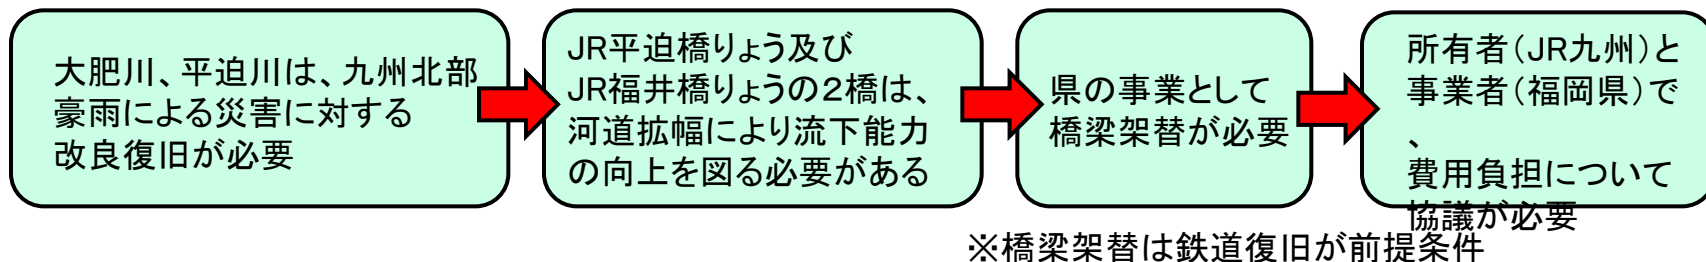 大肥川、平迫川は、九州北部
豪雨による災害に対する
改良復旧が必要
JR平迫橋りょう及び
JR福井橋りょうの2橋は、
河道拡幅により流下能力
の向上を図る必要がある
県の事業として
橋梁架替が必要
所有者(JR九州)と
事業者(福岡県)で
、
費用負担について
協議が必要
※橋梁架替は鉄道復旧が前提条件